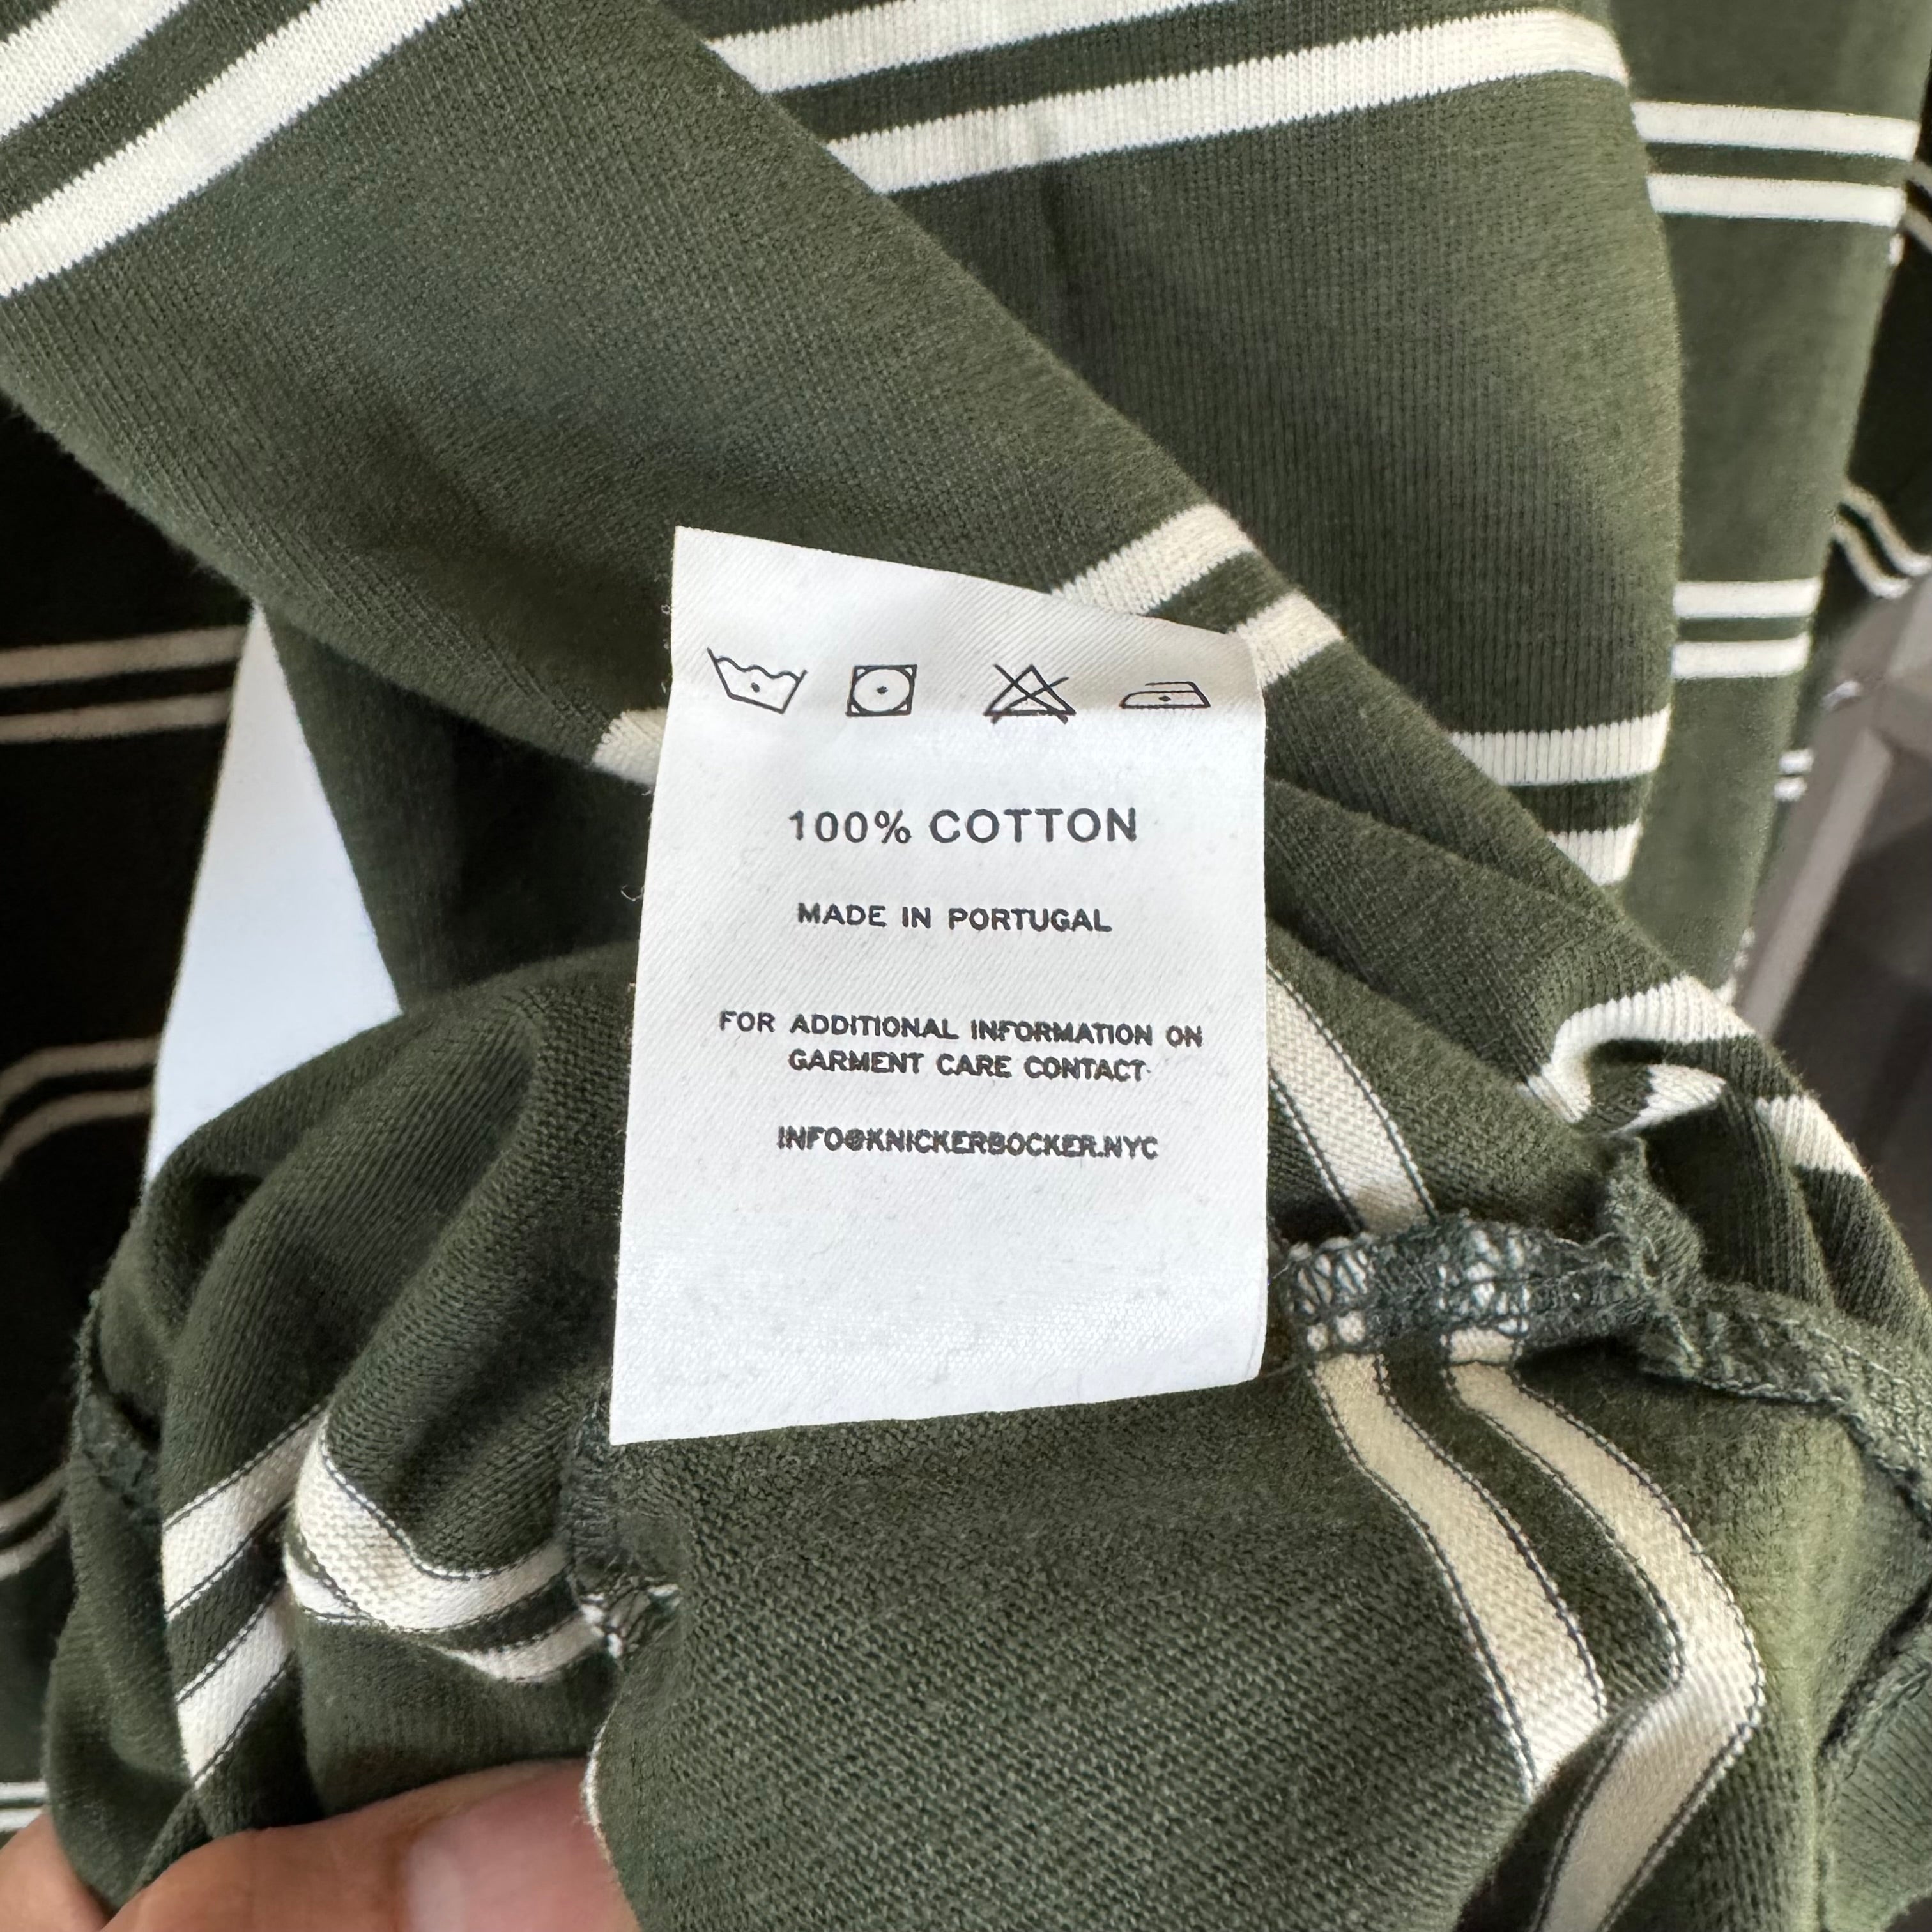 100% COTTON
MADE IN PORTUGAL
FOR ADDITIONAL INFORMATION ON
GARMENT CARE CONTACT
INFO@KNICKERBOCKER.NYC